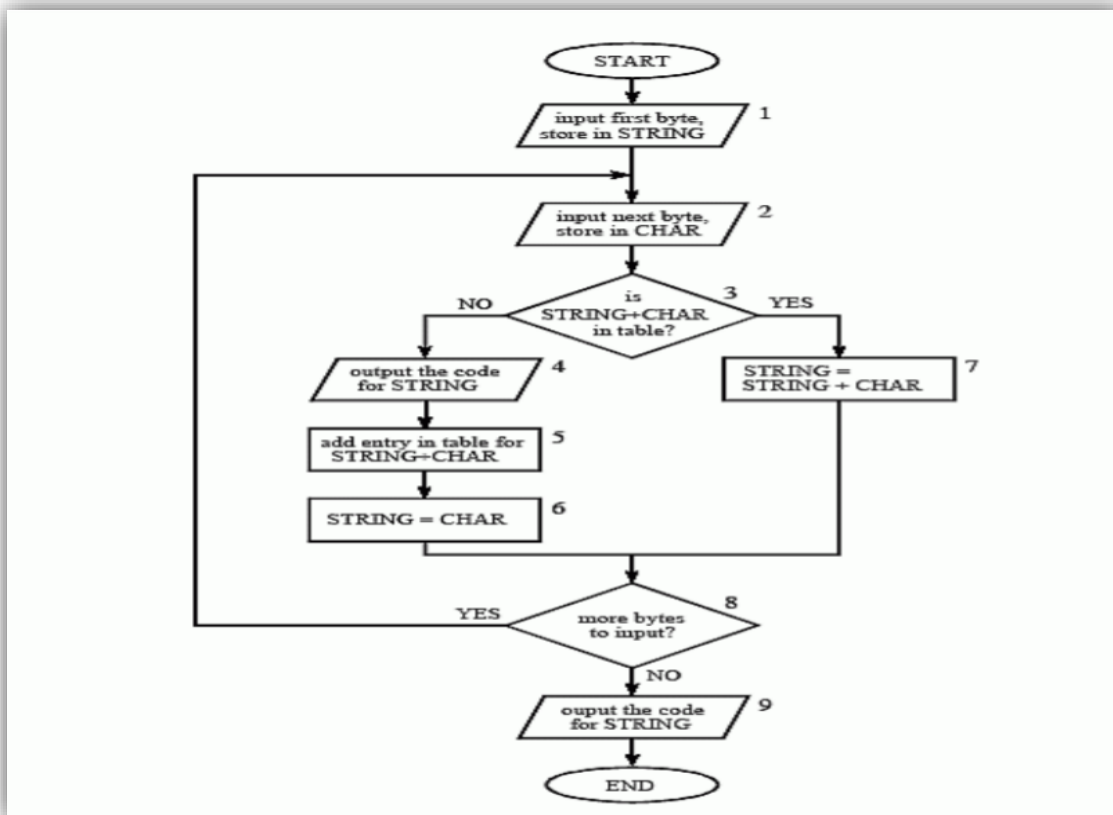 START
input first byte,
store in STRING
1
input next byte,
store in CHAR
2
is
STRING+CHAR
in table?
3
NO
YES
output the code
for STRING
4
STRING =
STRING + CHAR
7
add entry in table for
STRING+CHAR
5
STRING = CHAR
6
more bytes
to input?
8
YES
NO
ouput the code
for STRING
9
END